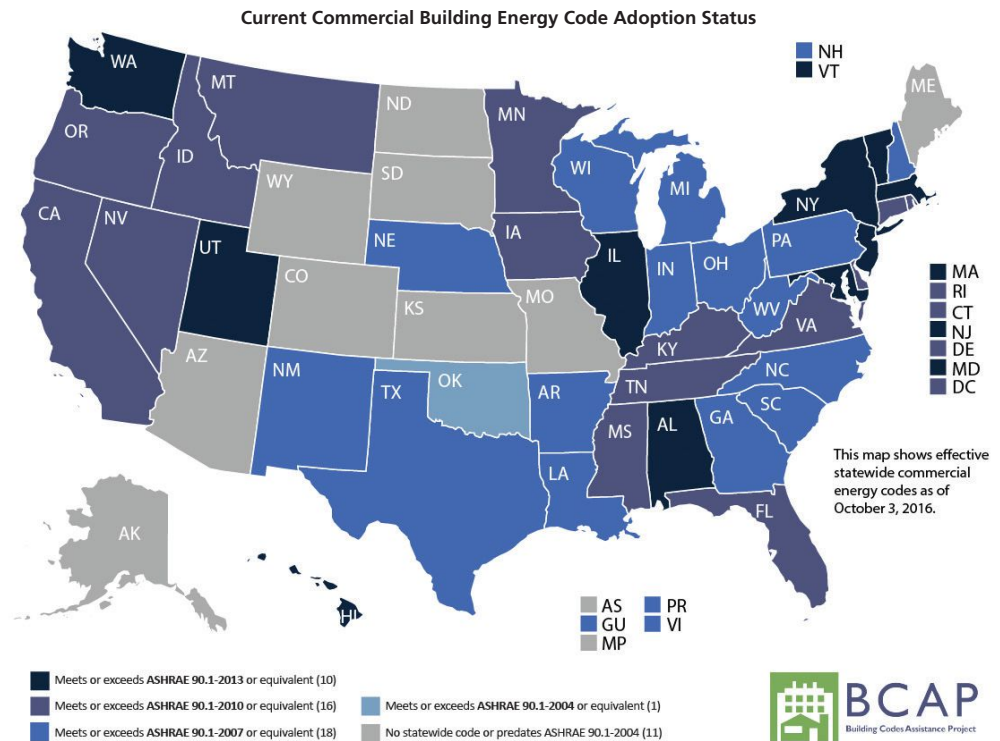 Current Commercial Building Energy Code Adoption Status
NH
VT
WA
MT
ND
MN
ME
OR
ID
SD
WI
MI
WY
NY
CA
NV
UT
NE
IA
IL
IN
OH
PA
MA
RI
CT
NJ
DE
MD
DC
CO
KS
MO
WV
VA
KY
AZ
NM
OK
TX
AR
TN
NC
SC
MS
AL
GA
LA
FL
This map shows effective
statewide commercial
energy codes as of
October 3, 2016.
AK
HI
AS
PR
GU
VI
MP
Meets or exceeds ASHRAE 90.1-2013 or equivalent (10)
Meets or exceeds ASHRAE 90.1-2010 or equivalent (16)
Meets or exceeds ASHRAE 90.1-2007 or equivalent (18)
Meets or exceeds ASHRAE 90.1-2004 or equivalent (1)
No statewide code or predates ASHRAE 90.1-2004 (11)
BCAP
Building Codes Assistance Project